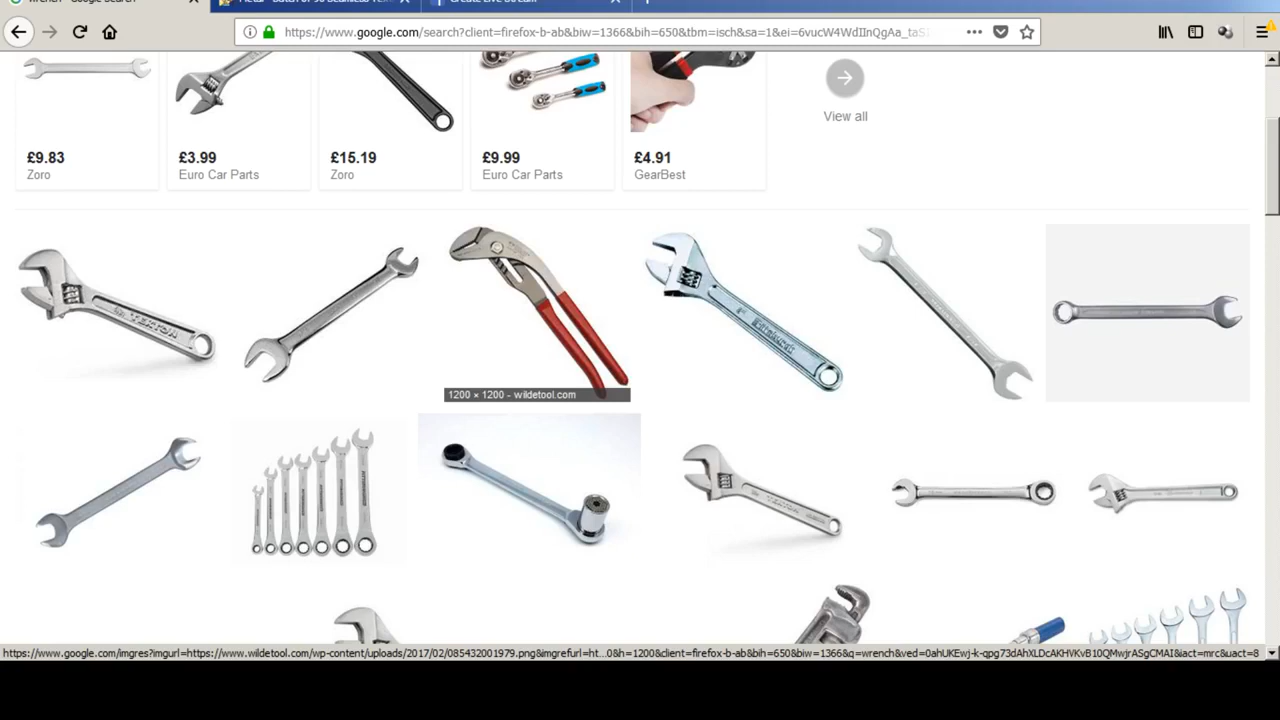 https://www.google.com/search?client=firefox-b-ab&biw=1366&bih=650&tbm=isch&sa=1&ei=6vucW4WdIInQgAa_taS
View all
£9.83
Zoro
£3.99
Euro Car Parts
£15.19
Zoro
£9.99
Euro Car Parts
£4.91
GearBest
TEKTON
1200 × 1200 - wildetool.com
https://www.google.com/imgres?imgurl=https://www.wildetool.com/wp-content/uploads/2017/02/085432001979.png&imgrefurl=ht...0&h=1200&client=firefox-b-ab&bih=650&biw=1366&q=wrench&ved=0ahUKEwj-k-qpg73dAhXLDcAKHVKvB10QMwjrASgCMAI&iact=mrc&uact=8